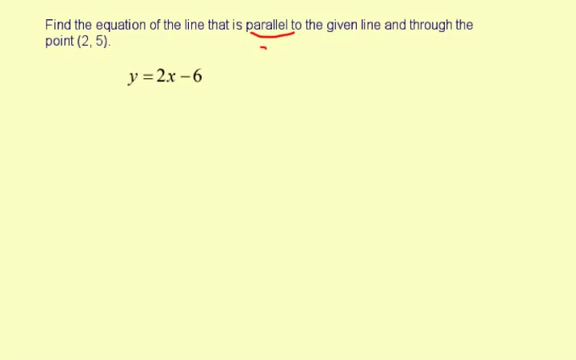 Find the equation of the line that is parallel to the given line and through the
point (2, 5).
y = 2x – 6